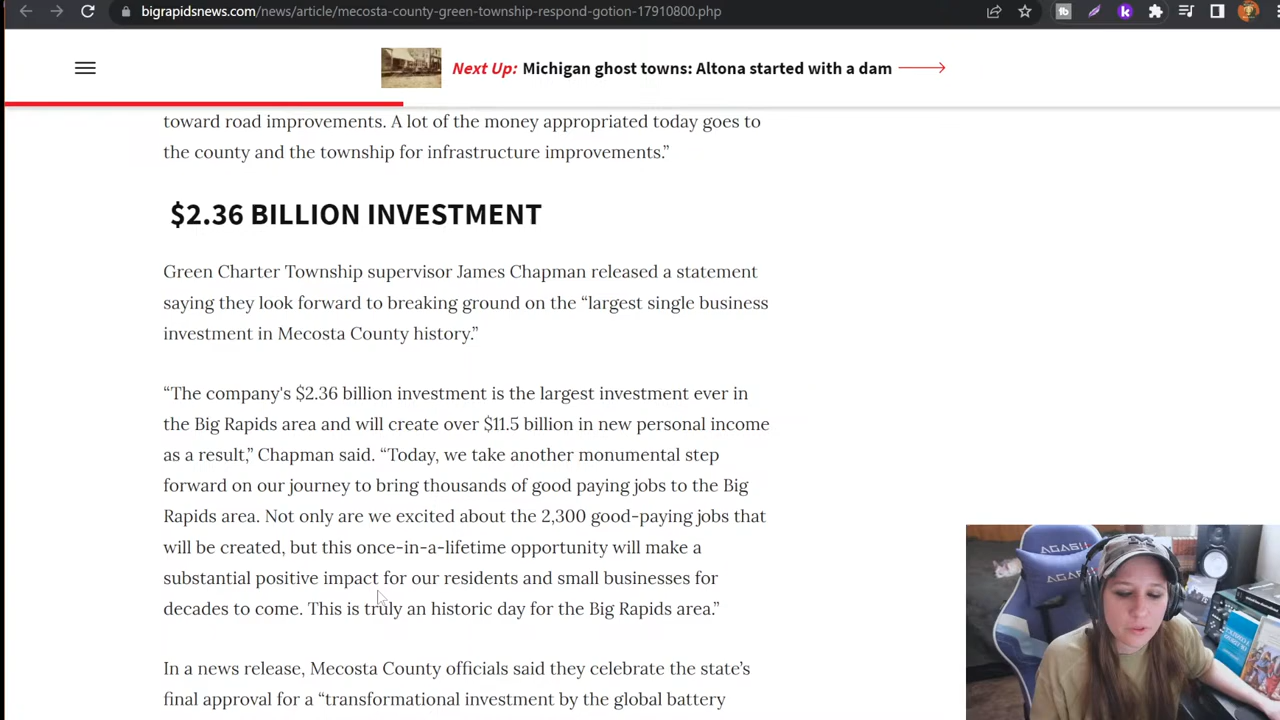 bigrapidsnews.com/news/article/mecosta-county-green-township-respond-gotion-17910800.php
Next Up: Michigan ghost towns: Altona started with a dam
toward road improvements. A lot of the money appropriated today goes to
the county and the township for infrastructure improvements.”
$2.36 BILLION INVESTMENT
Green Charter Township supervisor James Chapman released a statement
saying they look forward to breaking ground on the “largest single business
investment in Mecosta County history.”
“The company's $2.36 billion investment is the largest investment ever in
the Big Rapids area and will create over $11.5 billion in new personal income
as a result,” Chapman said. “Today, we take another monumental step
forward on our journey to bring thousands of good paying jobs to the Big
Rapids area. Not only are we excited about the 2,300 good-paying jobs that
will be created, but this once-in-a-lifetime opportunity will make a
substantial positive impact for our residents and small businesses for
decades to come. This is truly an historic day for the Big Rapids area.”
In a news release, Mecosta County officials said they celebrate the state’s
final approval for a “transformational investment by the global battery